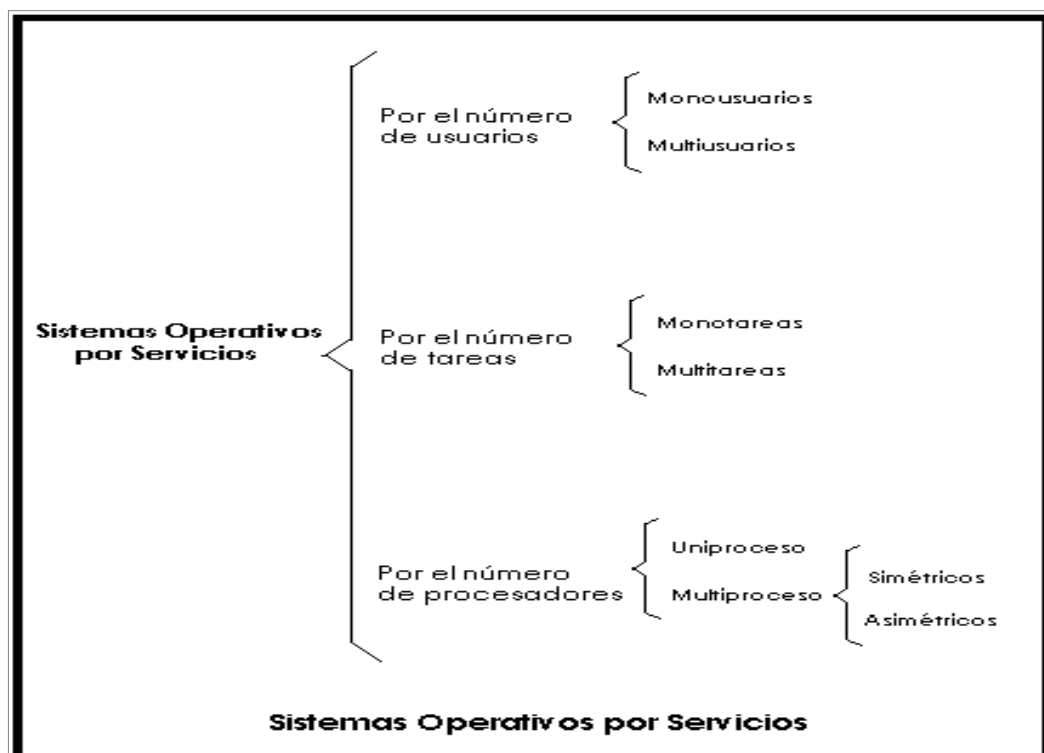 Sistemas Operativos
por Servicios
Por el número
de usuarios
Monousuarios
Multiusuarios
Por el número
de tareas
Monotareas
Multitareas
Por el número
de procesadores
Uniproceso
Multiproceso
Simétricos
Asimétricos
Sistemas Operativos por Servicios